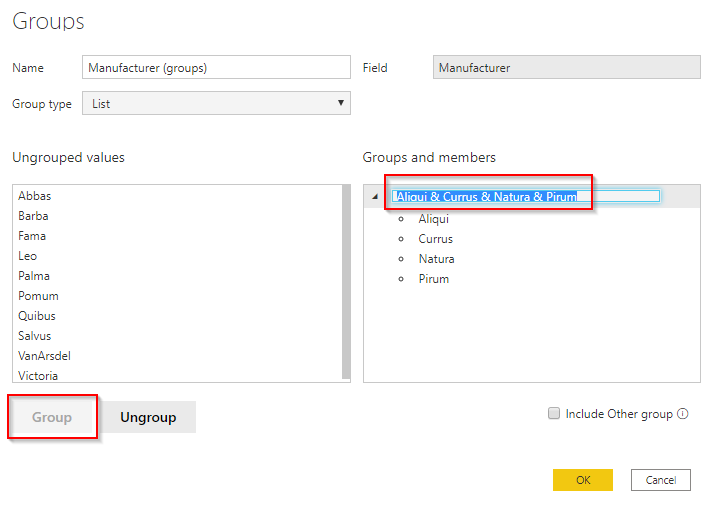 Groups
Name Manufacturer (groups) Field Manufacturer
Group type List
Ungrouped values Groups and members
Abbas Aliqui & Currus & Natura & Pirum
Barba Aliqui
Fama Currus
Leo Natura
Palma Pirum
Pomum
Quibus
Salvus
VanArsdel
Victoria
Group Ungroup Include Other group
OK Cancel